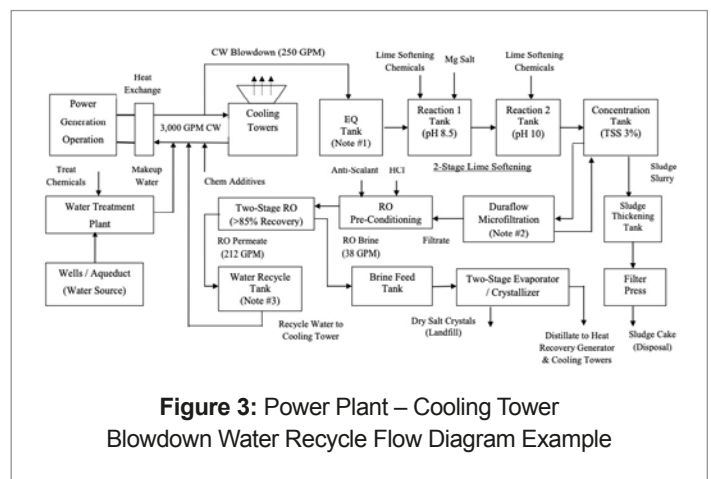 CW Blowdown (250 GPM)
Heat
Exchange
Power
Generation
Operation
3,000 GPM CW
Cooling
Towers
Lime Softening
Chemicals
Mg Salt
Lime Softening
Chemicals
EQ
Tank
(Note #1)
Reaction 1
Tank
(pH 8.5)
Reaction 2
Tank
(pH 10)
Concentration
Tank
(TSS 3%)
2-Stage Lime Softening
Sludge
Slurry
Treat
Chemicals
Makeup
Water
Chem Additives
Anti-Scalant
HCl
Water Treatment
Plant
Two-Stage RO
(>85% Recovery)
RO
Pre-Conditioning
Duraflow Microfiltration
(Note #2)
Sludge
Thickening
Tank
RO Permeate
(212 GPM)
RO Brine
(38 GPM)
Filtrate
Wells / Aqueduct
(Water Source)
Water Recycle
Tank
(Note #3)
Brine Feed
Tank
Two-Stage Evaporator
/ Crystallizer
Filter
Press
Recycle Water to
Cooling Tower
Dry Salt Crystals
(Landfill)
Distillate to Heat
Recovery Generator
& Cooling Towers
Sludge Cake
(Disposal)
Figure 3: Power Plant – Cooling Tower
Blowdown Water Recycle Flow Diagram Example